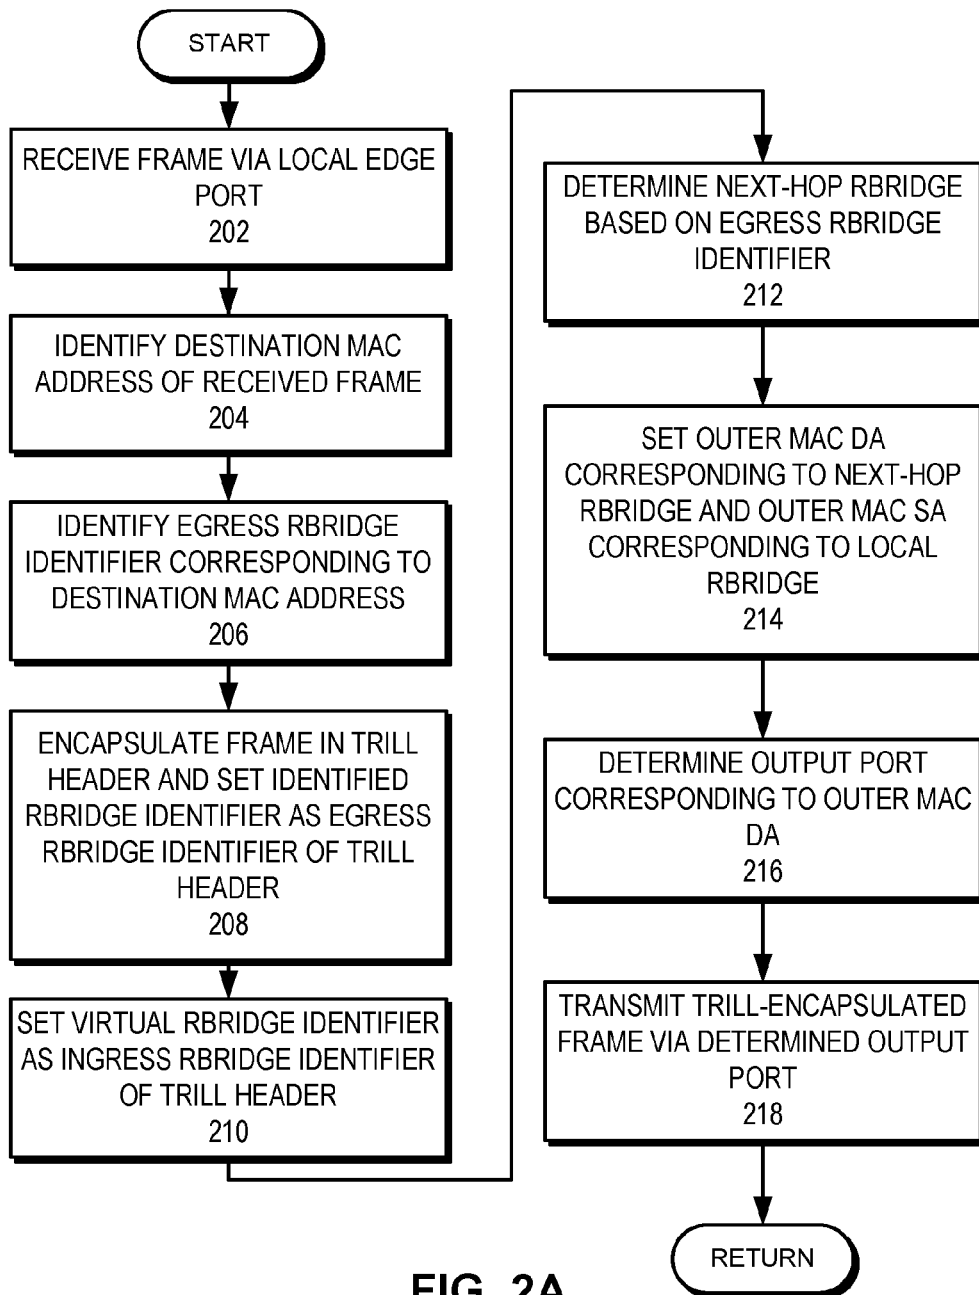 START
RECEIVE FRAME VIA LOCAL EDGE
PORT
202
IDENTIFY DESTINATION MAC
ADDRESS OF RECEIVED FRAME
204
IDENTIFY EGRESS RBRIDGE
IDENTIFIER CORRESPONDING TO
DESTINATION MAC ADDRESS
206
ENCAPSULATE FRAME IN TRILL
HEADER AND SET IDENTIFIED
RBRIDGE IDENTIFIER AS EGRESS
RBRIDGE IDENTIFIER OF TRILL
HEADER
208
SET VIRTUAL RBRIDGE IDENTIFIER
AS INGRESS RBRIDGE IDENTIFIER
OF TRILL HEADER
210
DETERMINE NEXT-HOP RBRIDGE
BASED ON EGRESS RBRIDGE
IDENTIFIER
212
SET OUTER MAC DA
CORRESPONDING TO NEXT-HOP
RBRIDGE AND OUTER MAC SA
CORRESPONDING TO LOCAL
RBRIDGE
214
DETERMINE OUTPUT PORT
CORRESPONDING TO OUTER MAC
DA
216
TRANSMIT TRILL-ENCAPSULATED
FRAME VIA DETERMINED OUTPUT
PORT
218
RETURN
FIG. 2A